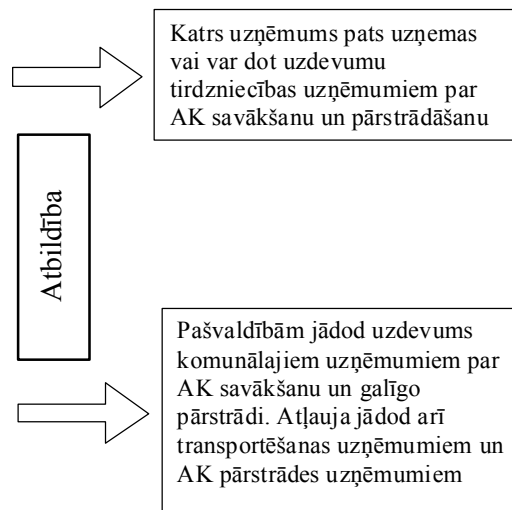 Katrs uzņēmums pats uzņemas
vai var dot uzdevumu
tirdzniecības uzņēmumiem par
AK savākšanu un pārstrādāšanu
Atbildība
Pašvaldībām jādod uzdevums
komunālajiem uzņēmumiem par
AK savākšanu un galīgo
pārstrādi. Atļauja jādod arī
transportēšanas uzņēmumiem un
AK pārstrādes uzņēmumiem